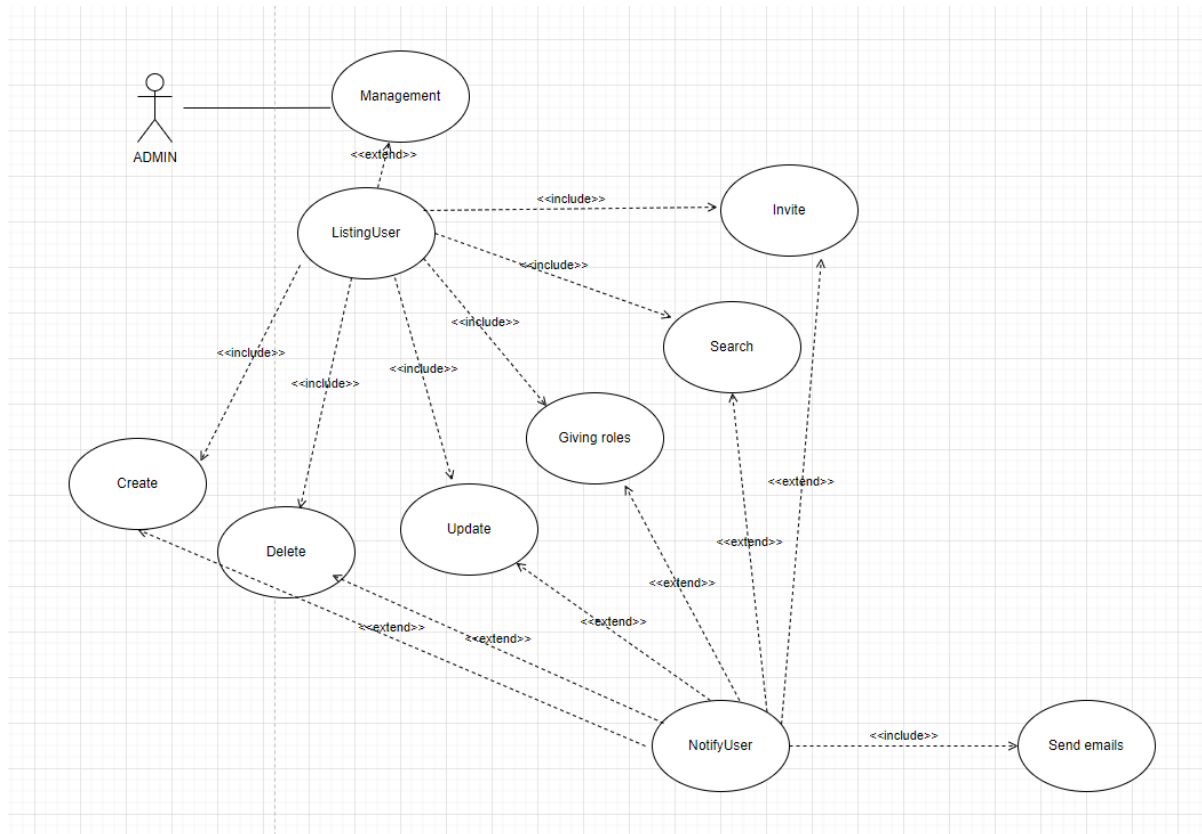 Management
ADMIN
<<extend>>
<<include>>
Invite
ListingUser
<<include>>
<<include>>
Search
<<include>>
<<include>>
<<include>>
Giving roles
Create
<<extend>>
Update
Delete
<<extend>>
<<extend>>
<<extend>>
<<extend>>
<<extend>>
<<include>>
NotifyUser
Send emails